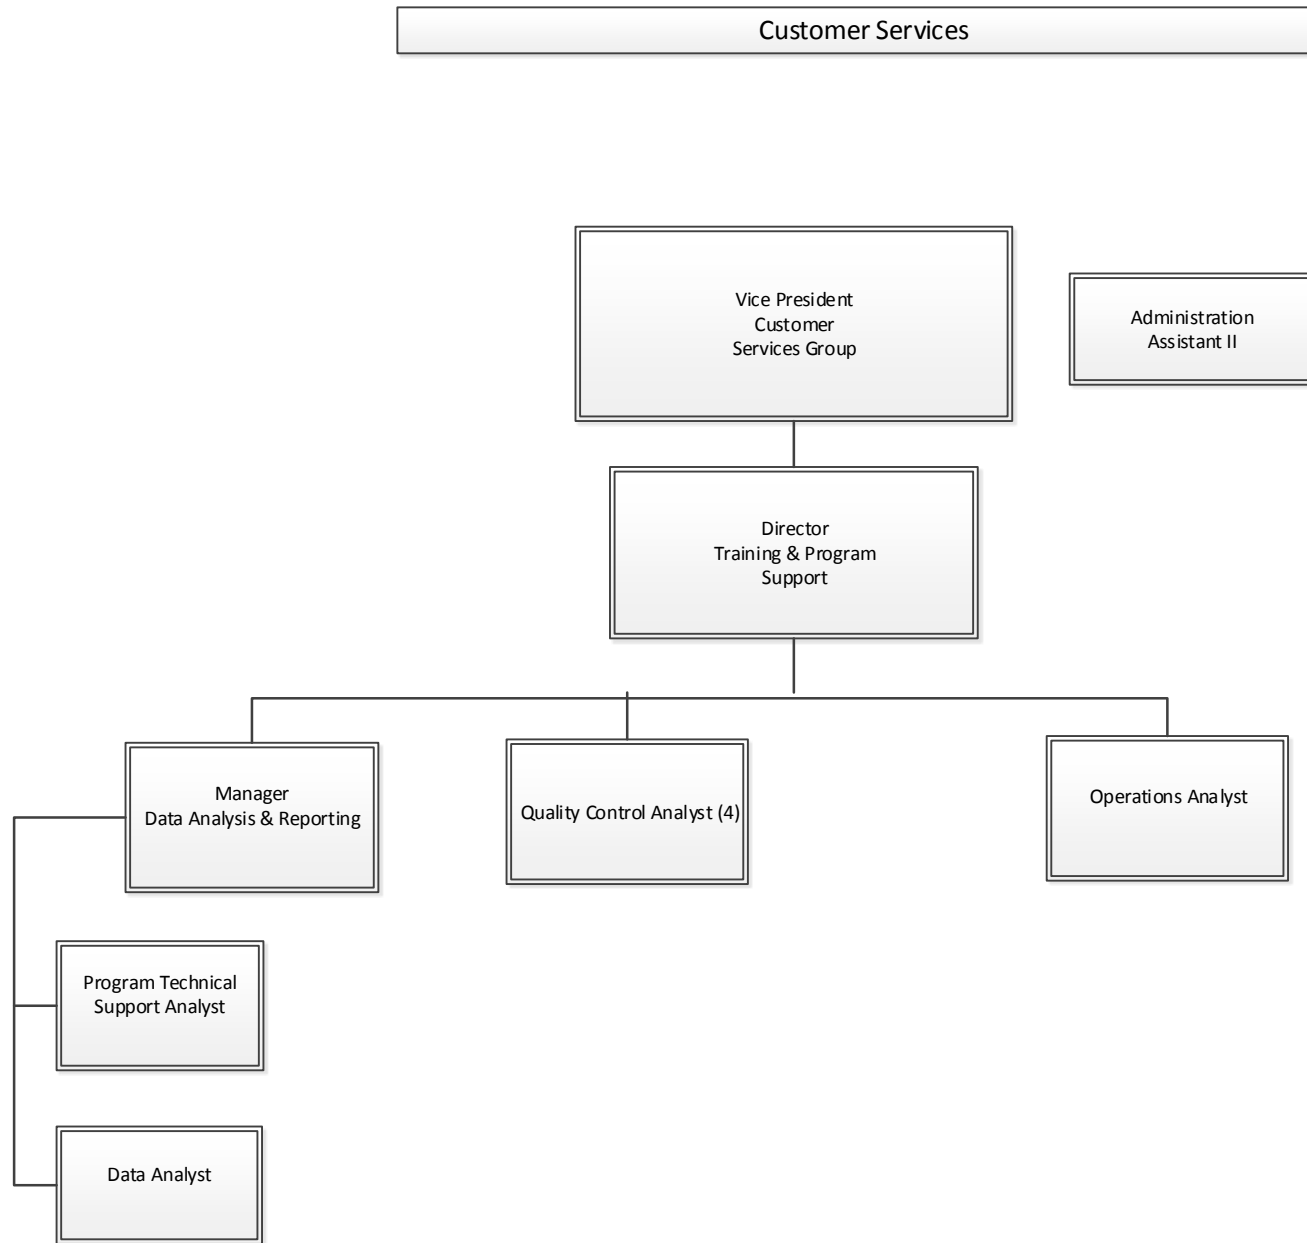 Customer Services
Vice President
Customer
Services Group
Administration
Assistant II
Director
Training & Program
Support
Manager
Data Analysis & Reporting
Quality Control Analyst (4)
Operations Analyst
Program Technical
Support Analyst
Data Analyst